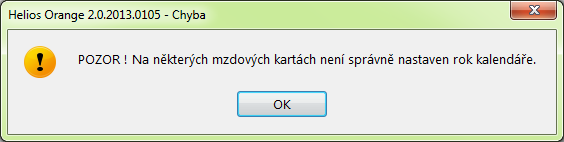 Helios Orange 2.0.2013.0105 - Chyba
POZOR ! Na některých mzdových kartách není správně nastaven rok kalendáře.
OK